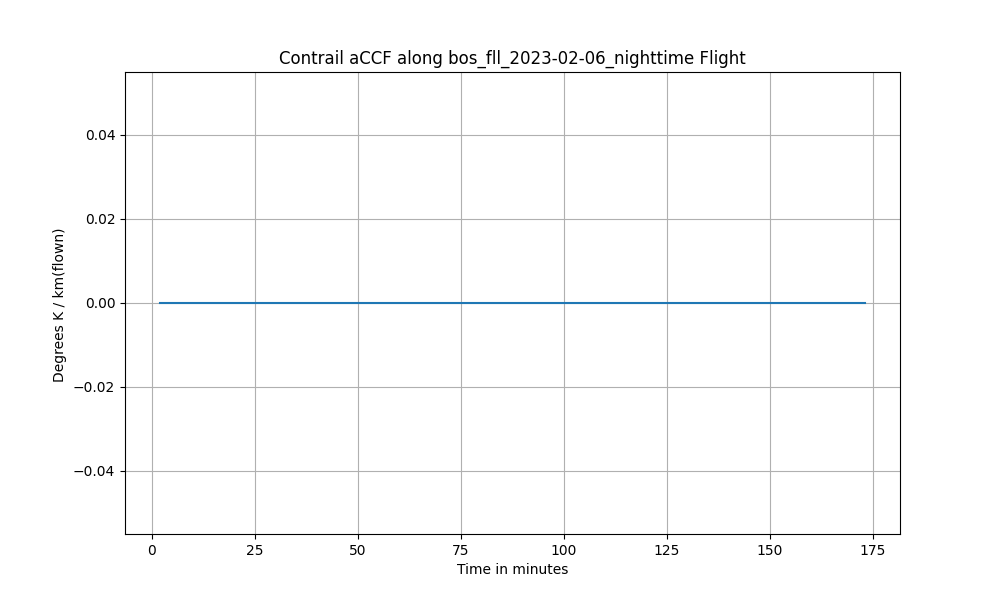 Contrail aCCF along bos_fll_2023-02-06_nighttime Flight
Degrees K / km(flown)
0.04
0.02
0.00
−0.02
−0.04
0 25 50 75 100 125 150 175
Time in minutes